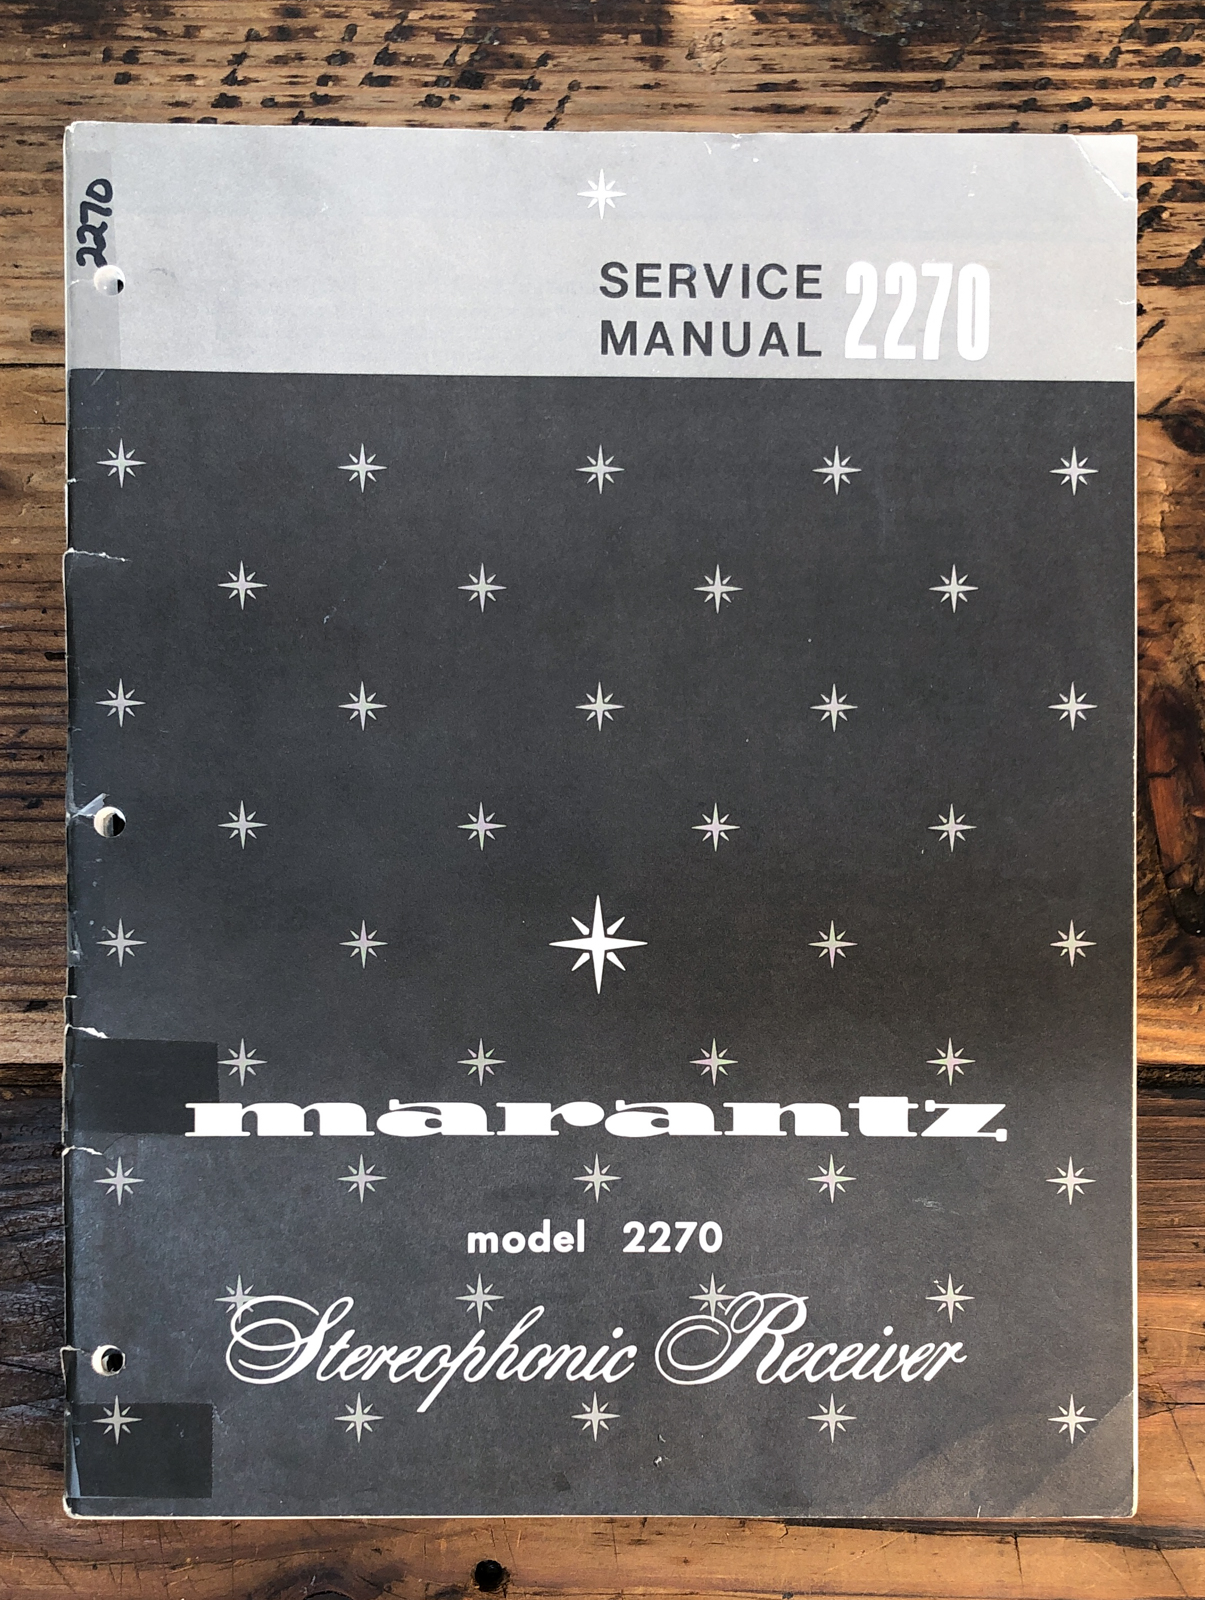 2270
SERVICE 2270
MANUAL
marantz
model 2270
Stereophonic Receiver